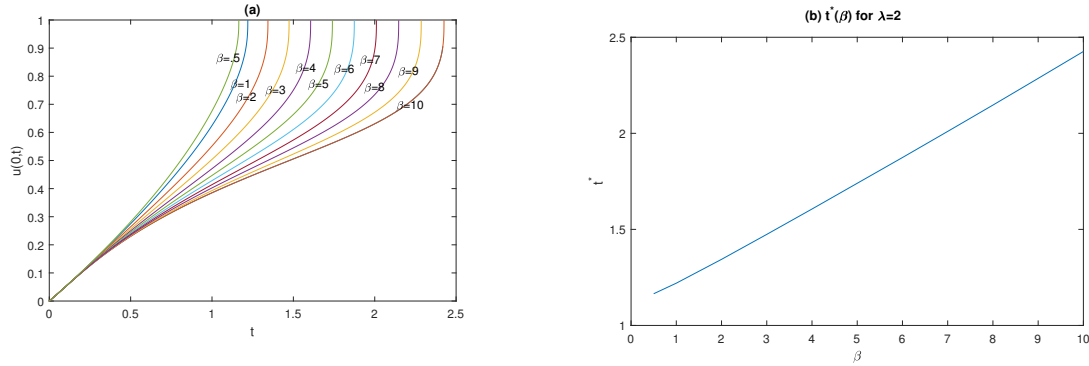 (a)
1
0.9
0.8
0.7
0.6
0.5
0.4
0.3
0.2
0.1
0
u(0,t)
β=.5
β=1
β=2
β=3
β=4
β=5
β=6
β=7
β=8
β=9
β=10
0 0.5 1 1.5 2 2.5
t
(b) t*(β) for λ=2
2.5
2
1.5
1
t*
0 1 2 3 4 5 6 7 8 9 10
β